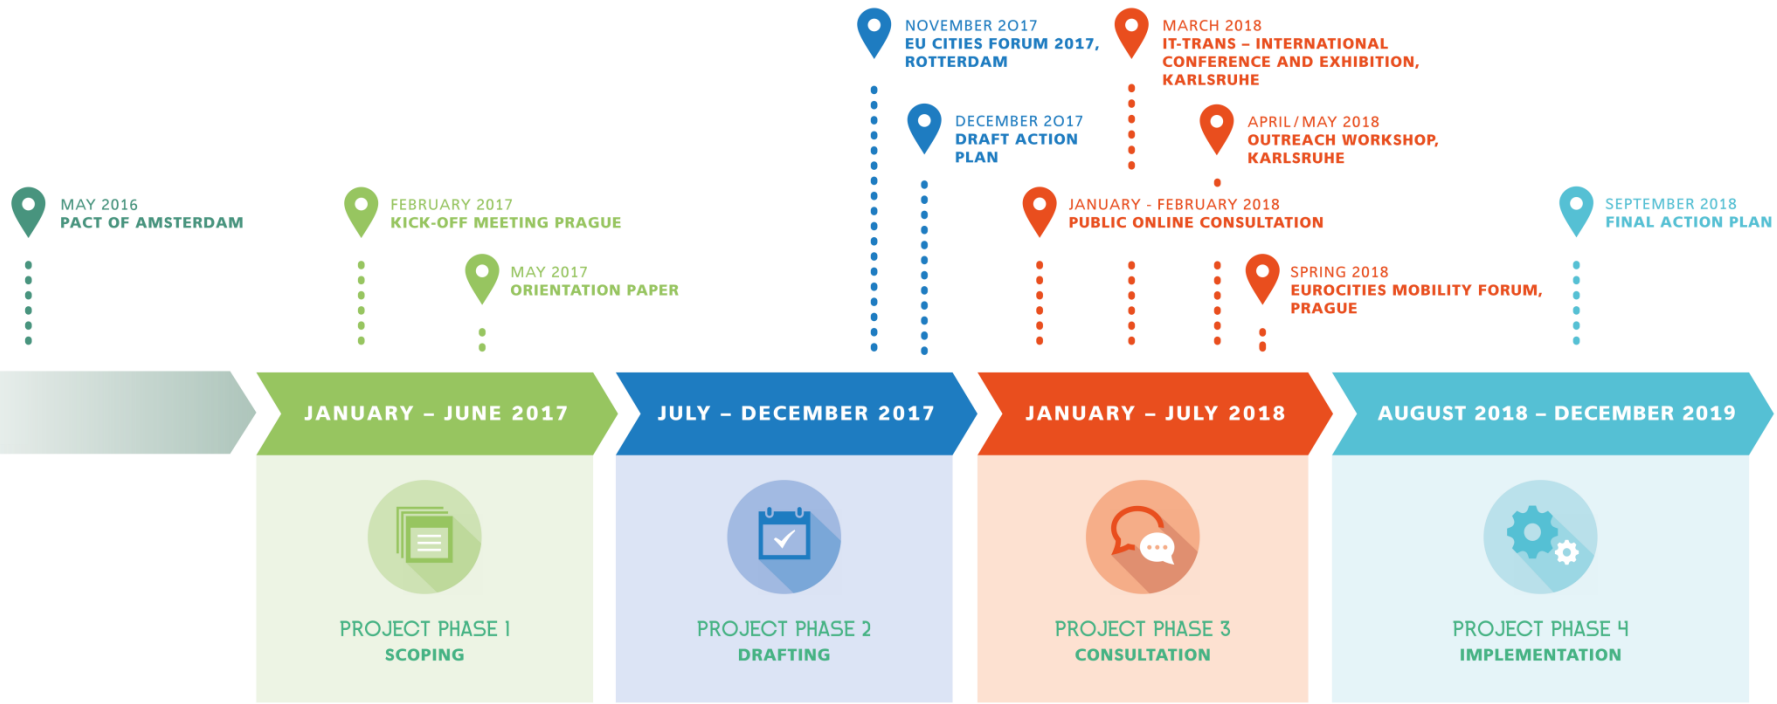 MAY 2016
PACT OF AMSTERDAM
FEBRUARY 2017
KICK-OFF MEETING PRAGUE
MAY 2017
ORIENTATION PAPER
NOVEMBER 2017
EU CITIES FORUM 2017,
ROTTERDAM
DECEMBER 2017
DRAFT ACTION
PLAN
JANUARY - FEBRUARY 2018
PUBLIC ONLINE CONSULTATION
MARCH 2018
IT-TRANS – INTERNATIONAL
CONFERENCE AND EXHIBITION,
KARLSRUHE
APRIL/MAY 2018
OUTREACH WORKSHOP,
KARLSRUHE
SPRING 2018
EUROCITIES MOBILITY FORUM,
PRAGUE
SEPTEMBER 2018
FINAL ACTION PLAN
JANUARY – JUNE 2017
JULY – DECEMBER 2017
JANUARY – JULY 2018
AUGUST 2018 – DECEMBER 2019
PROJECT PHASE 1
SCOPING
PROJECT PHASE 2
DRAFTING
PROJECT PHASE 3
CONSULTATION
PROJECT PHASE 4
IMPLEMENTATION